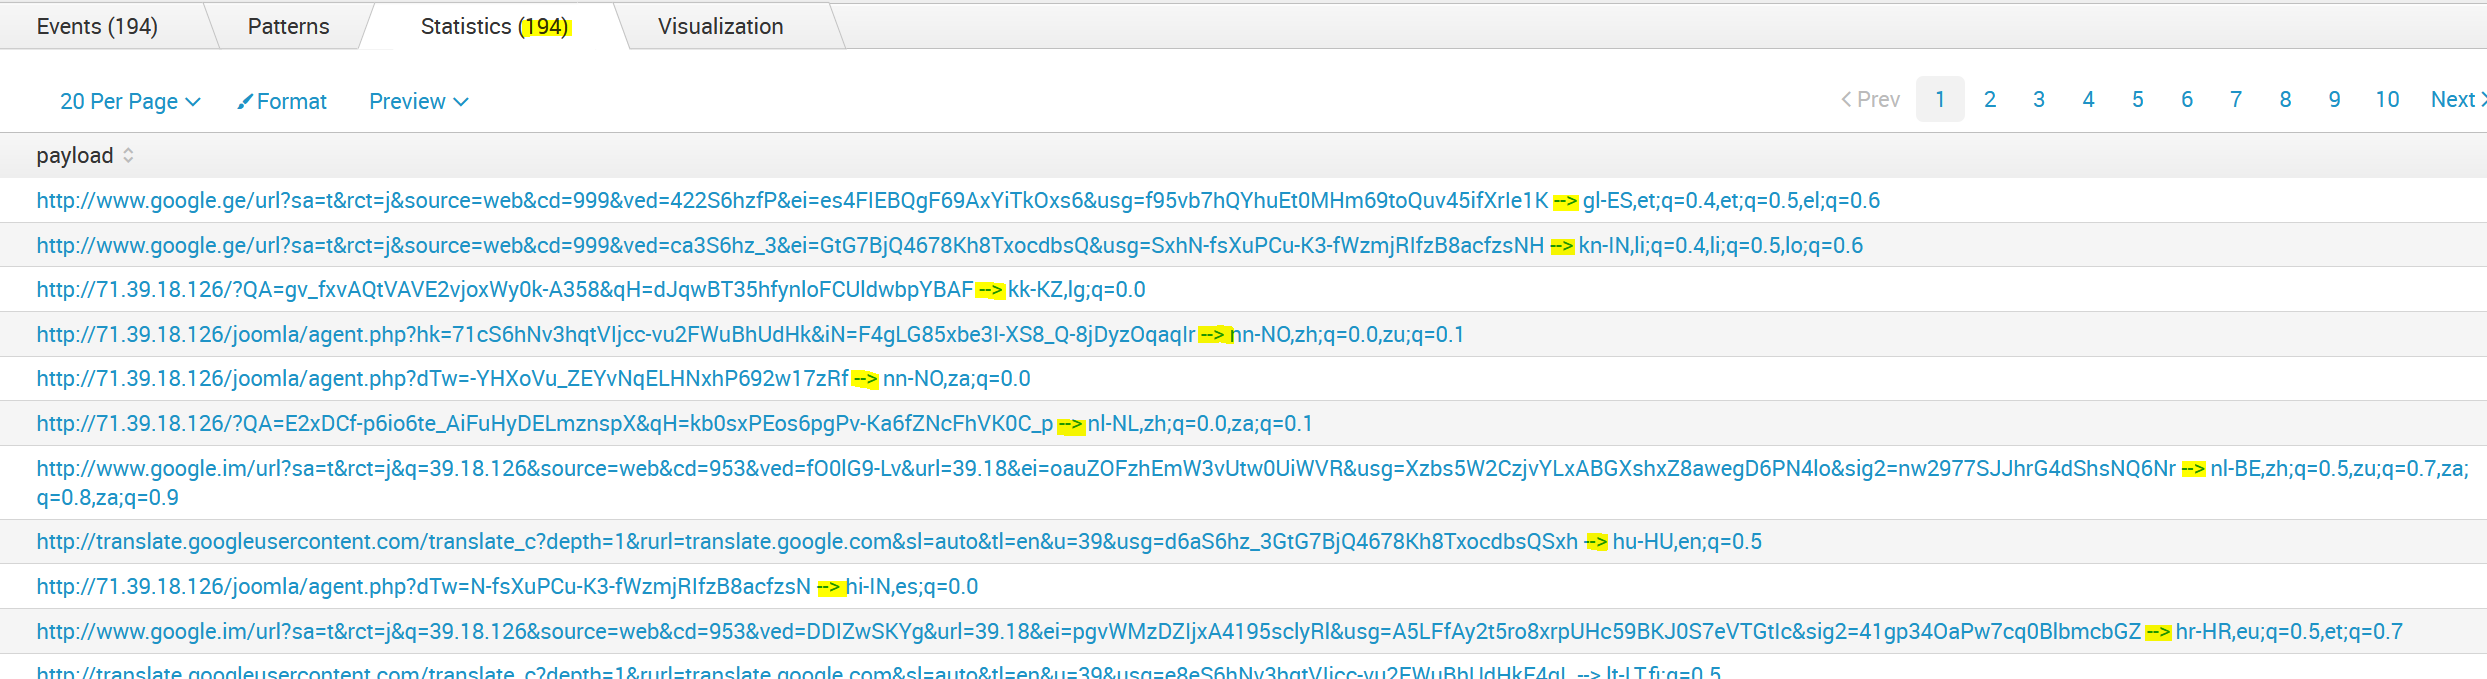 Events (194) Patterns Statistics (194) Visualization
20 Per Page Format Preview Prev 1 2 3 4 5 6 7 8 9 10 Next
payload
http://www.google.ge/url?sa=t&rct=j&source=web&cd=999&ved=422S6hzfP&ei=es4FIEBQgF69AxYiTkOxs6&usg=f95vb7hQYhuEt0MHm69toQuv45ifXrIe1K --> gl-ES,et;q=0.4,et;q=0.5,el;q=0.6
http://www.google.ge/url?sa=t&rct=j&source=web&cd=999&ved=ca3S6hz_3&ei=GtG7BjQ4678Kh8TxocdbsQ&usg=SxhN-fsXuPCu-K3-fWzmjRIfzB8acfzsNH --> kn-IN,li;q=0.4,li;q=0.5,lo;q=0.6
http://71.39.18.126/?QA=gv_fxvAQtVAVE2vjoxWy0k-A358&qH=dJqwBT35hfynloFCUldwbpYBAF --> kk-KZ,lg;q=0.0
http://71.39.18.126/joomla/agent.php?hk=71cS6hNv3hqtVIjcc-vu2FWuBhUdHk&iN=F4gLG85xbe3I-XS8_Q-8jDyzOqaqIr --> nn-NO,zh;q=0.0,zu;q=0.1
http://71.39.18.126/joomla/agent.php?dTw=-YHXoVu_ZEYvNqELHNxhP692w17zRf --> nn-NO,za;q=0.0
http://71.39.18.126/?QA=E2xDCf-p6io6te_AiFuHyDELmznspX&qH=kb0sxPEos6pgPv-Ka6fZNcFhVK0C_p --> nl-NL,zh;q=0.0,za;q=0.1
http://www.google.im/url?sa=t&rct=j&q=39.18.126&source=web&cd=953&ved=fO0lG9-Lv&url=39.18&ei=oauZOFzhEmW3vUtw0UiWVR&usg=Xzbs5W2CzjvYLxABGXshxZ8awegD6PN4lo&sig2=nw2977SJJhrG4dShsNQ6Nr --> nl-BE,zh;q=0.5,zu;q=0.7,za;
q=0.8,za;q=0.9
http://translate.googleusercontent.com/translate_c?depth=1&rurl=translate.google.com&sl=auto&tl=en&u=39&usg=d6aS6hz_3GtG7BjQ4678Kh8TxocdbsQSxh --> hu-HU,en;q=0.5
http://71.39.18.126/joomla/agent.php?dTw=N-fsXuPCu-K3-fWzmjRIfzB8acfzsN --> hi-IN,es;q=0.0
http://www.google.im/url?sa=t&rct=j&q=39.18.126&source=web&cd=953&ved=DDIZwSKYg&url=39.18&ei=pgvWMzDZIjxA4195sclyRl&usg=A5LFfAy2t5ro8xrpUHc59BKJ0S7eVTGtIc&sig2=41gp34OaPw7cq0BlbmcbGZ --> hr-HR,eu;q=0.5,et;q=0.7
http://translate.googleusercontent.com/translate_c?depth=1&rurl=translate.google.com&sl=auto&tl=en&u=39&usg=e8eS6hNv3hqtVIjcc-vu2FWuBhUdHkF4gL --> lt-LT,fi;q=0.5